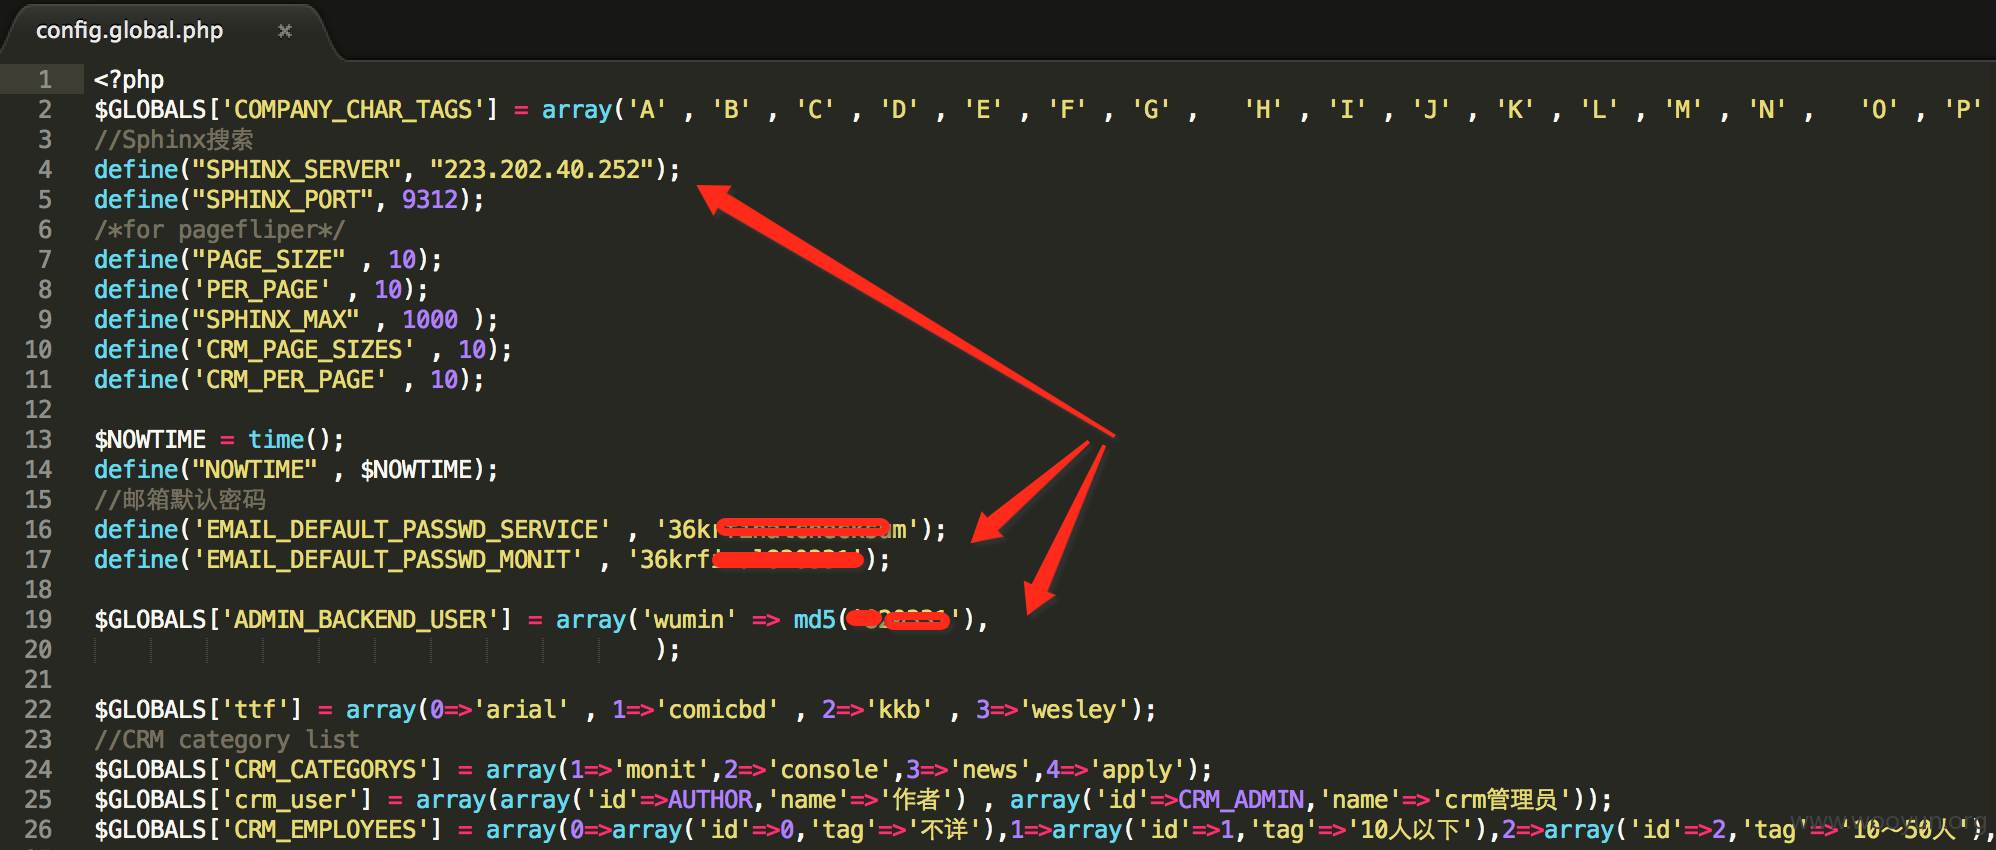 config.global.php ×
1 <?php
2 $GLOBALS['COMPANY_CHAR_TAGS'] = array('A' , 'B' , 'C' , 'D' , 'E' , 'F' , 'G' , 'H' , 'I' , 'J' , 'K' , 'L' , 'M' , 'N' , 'O' , 'P'
3 //Sphinx搜索
4 define("SPHINX_SERVER", "223.202.40.252");
5 define("SPHINX_PORT", 9312);
6 /*for pagefliper*/
7 define("PAGE_SIZE" , 10);
8 define('PER_PAGE' , 10);
9 define("SPHINX_MAX" , 1000 );
10 define('CRM_PAGE_SIZES' , 10);
11 define('CRM_PER_PAGE' , 10);
12
13 $NOWTIME = time();
14 define("NOWTIME" , $NOWTIME);
15 //邮箱默认密码
16 define('EMAIL_DEFAULT_PASSWD_SERVICE' , '36kr m');
17 define('EMAIL_DEFAULT_PASSWD_MONIT' , '36krf );
18
19 $GLOBALS['ADMIN_BACKEND_USER'] = array('wumin' => md5( '),
20 );
21
22 $GLOBALS['ttf'] = array(0=>'arial' , 1=>'comicbd' , 2=>'kkb' , 3=>'wesley');
23 //CRM category list
24 $GLOBALS['CRM_CATEGORYS'] = array(1=>'monit',2=>'console',3=>'news',4=>'apply');
25 $GLOBALS['crm_user'] = array(array('id'=>AUTHOR,'name'=>'作者') , array('id'=>CRM_ADMIN,'name'=>'crm管理员'));
26 $GLOBALS['CRM_EMPLOYEES'] = array(0=>array('id'=>0,'tag'=>'不详'),1=>array('id'=>1,'tag'=>'10人以下'),2=>array('id'=>2,'tag'=>'10～50人'),
www.wooyun.org